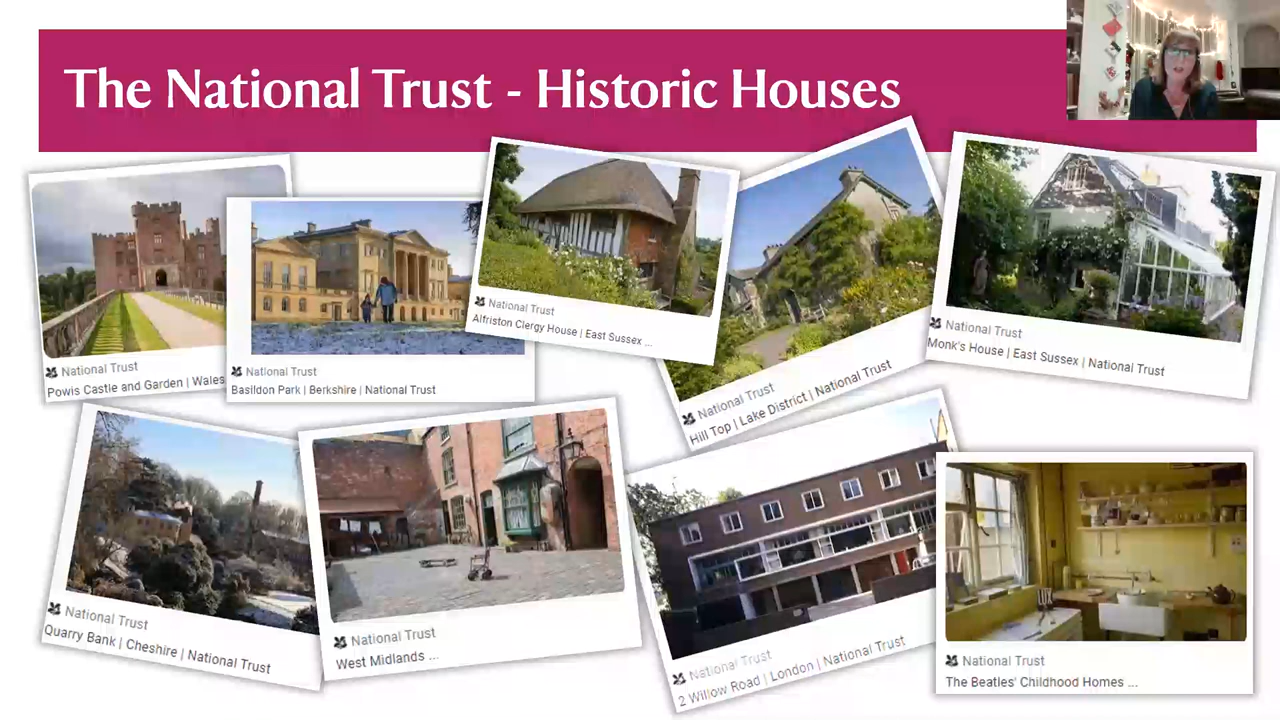 The National Trust - Historic Houses
National Trust
Powis Castle and Garden | Wales
National Trust
Basildon Park | Berkshire | National Trust
National Trust
Alfriston Clergy House | East Sussex ...
National Trust
Hill Top | Lake District | National Trust
National Trust
Monk's House | East Sussex | National Trust
National Trust
Quarry Bank | Cheshire | National Trust
National Trust
West Midlands ...
National Trust
2 Willow Road | London | National Trust
National Trust
The Beatles' Childhood Homes ...